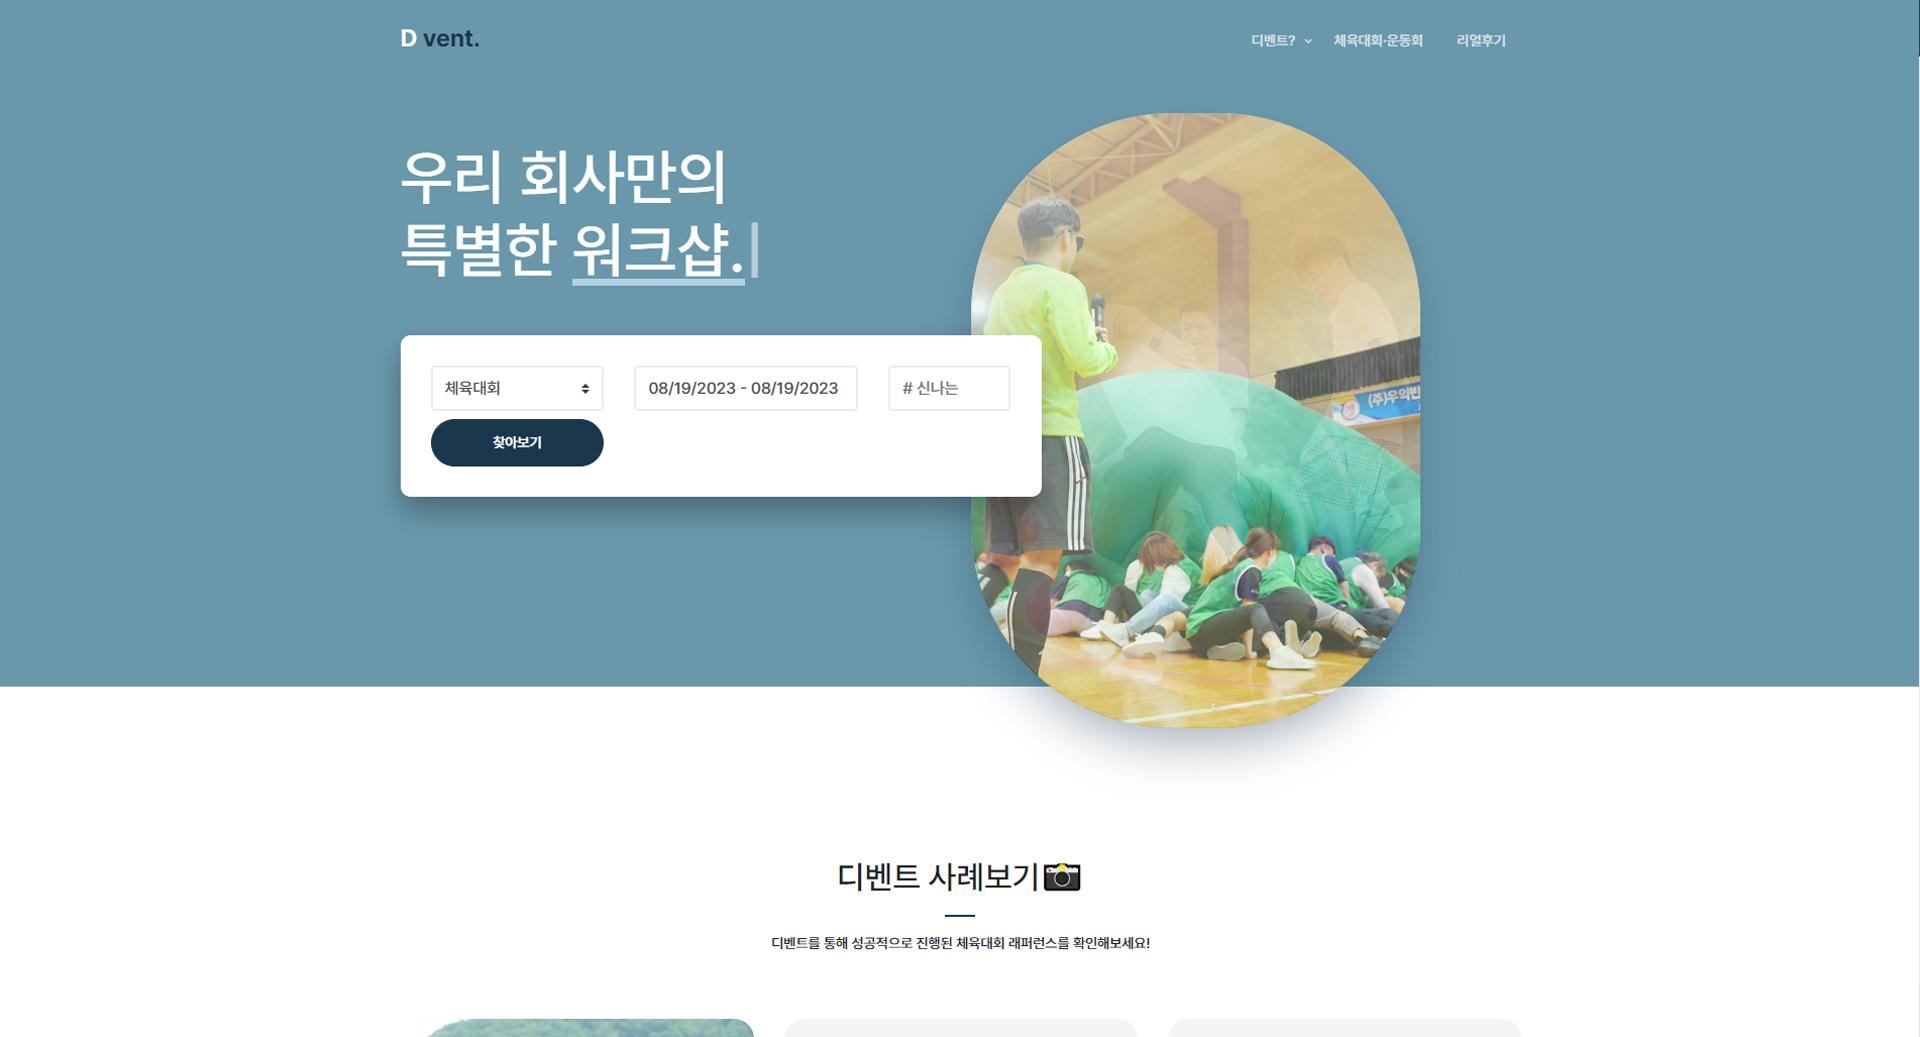 D vent.
디벤트?
체육대회·운동회
리얼후기
우리 회사만의
특별한 워크샵.
체육대회
08/19/2023 - 08/19/2023
# 신나는
찾아보기
(주)우익반
디벤트 사례보기
디벤트를 통해 성공적으로 진행된 체육대회 래퍼런스를 확인해보세요!